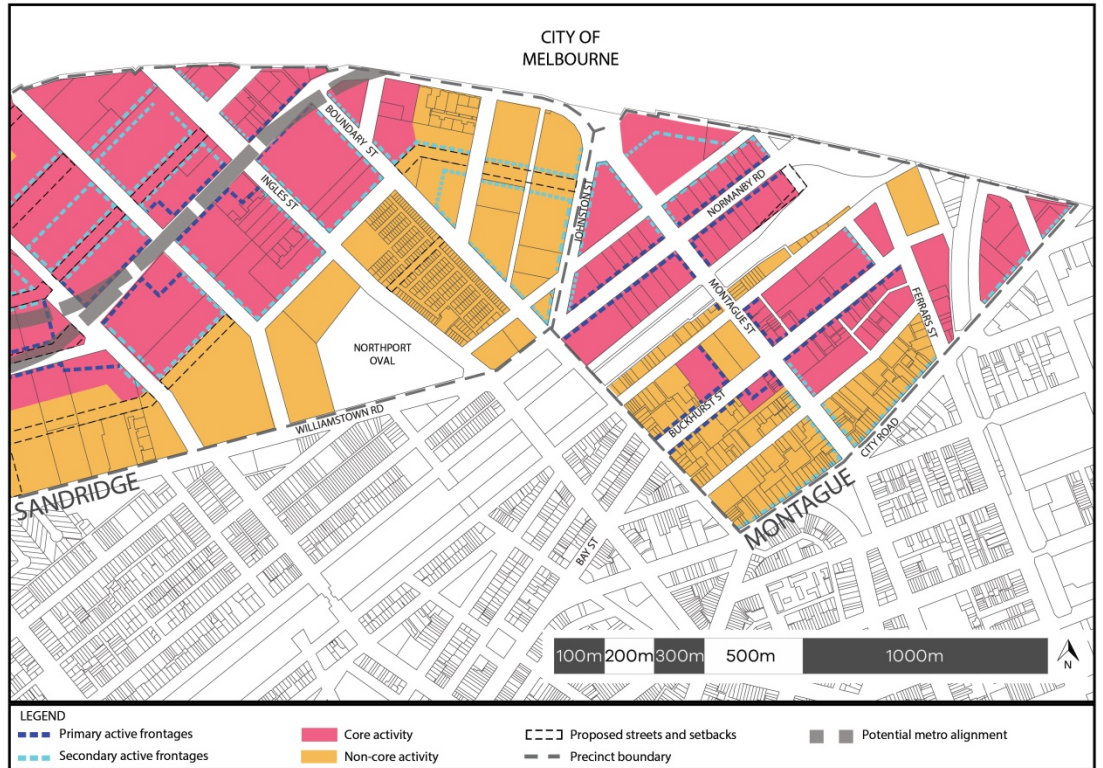 CITY OF
MELBOURNE
BOUNDARY ST
INGLES ST
JOHNSTON ST
NORMANBY RD
MONTAGUE ST
FERRARS ST
NORTHPORT
OVAL
BUCKHURST ST
CITY ROAD
WILLIAMSTOWN RD
SANDRIDGE
MONTAGUE
BAY ST
100m 200m 300m 500m 1000m
N
LEGEND
Primary active frontages
Core activity
Proposed streets and setbacks
Potential metro alignment
Secondary active frontages
Non-core activity
Precinct boundary